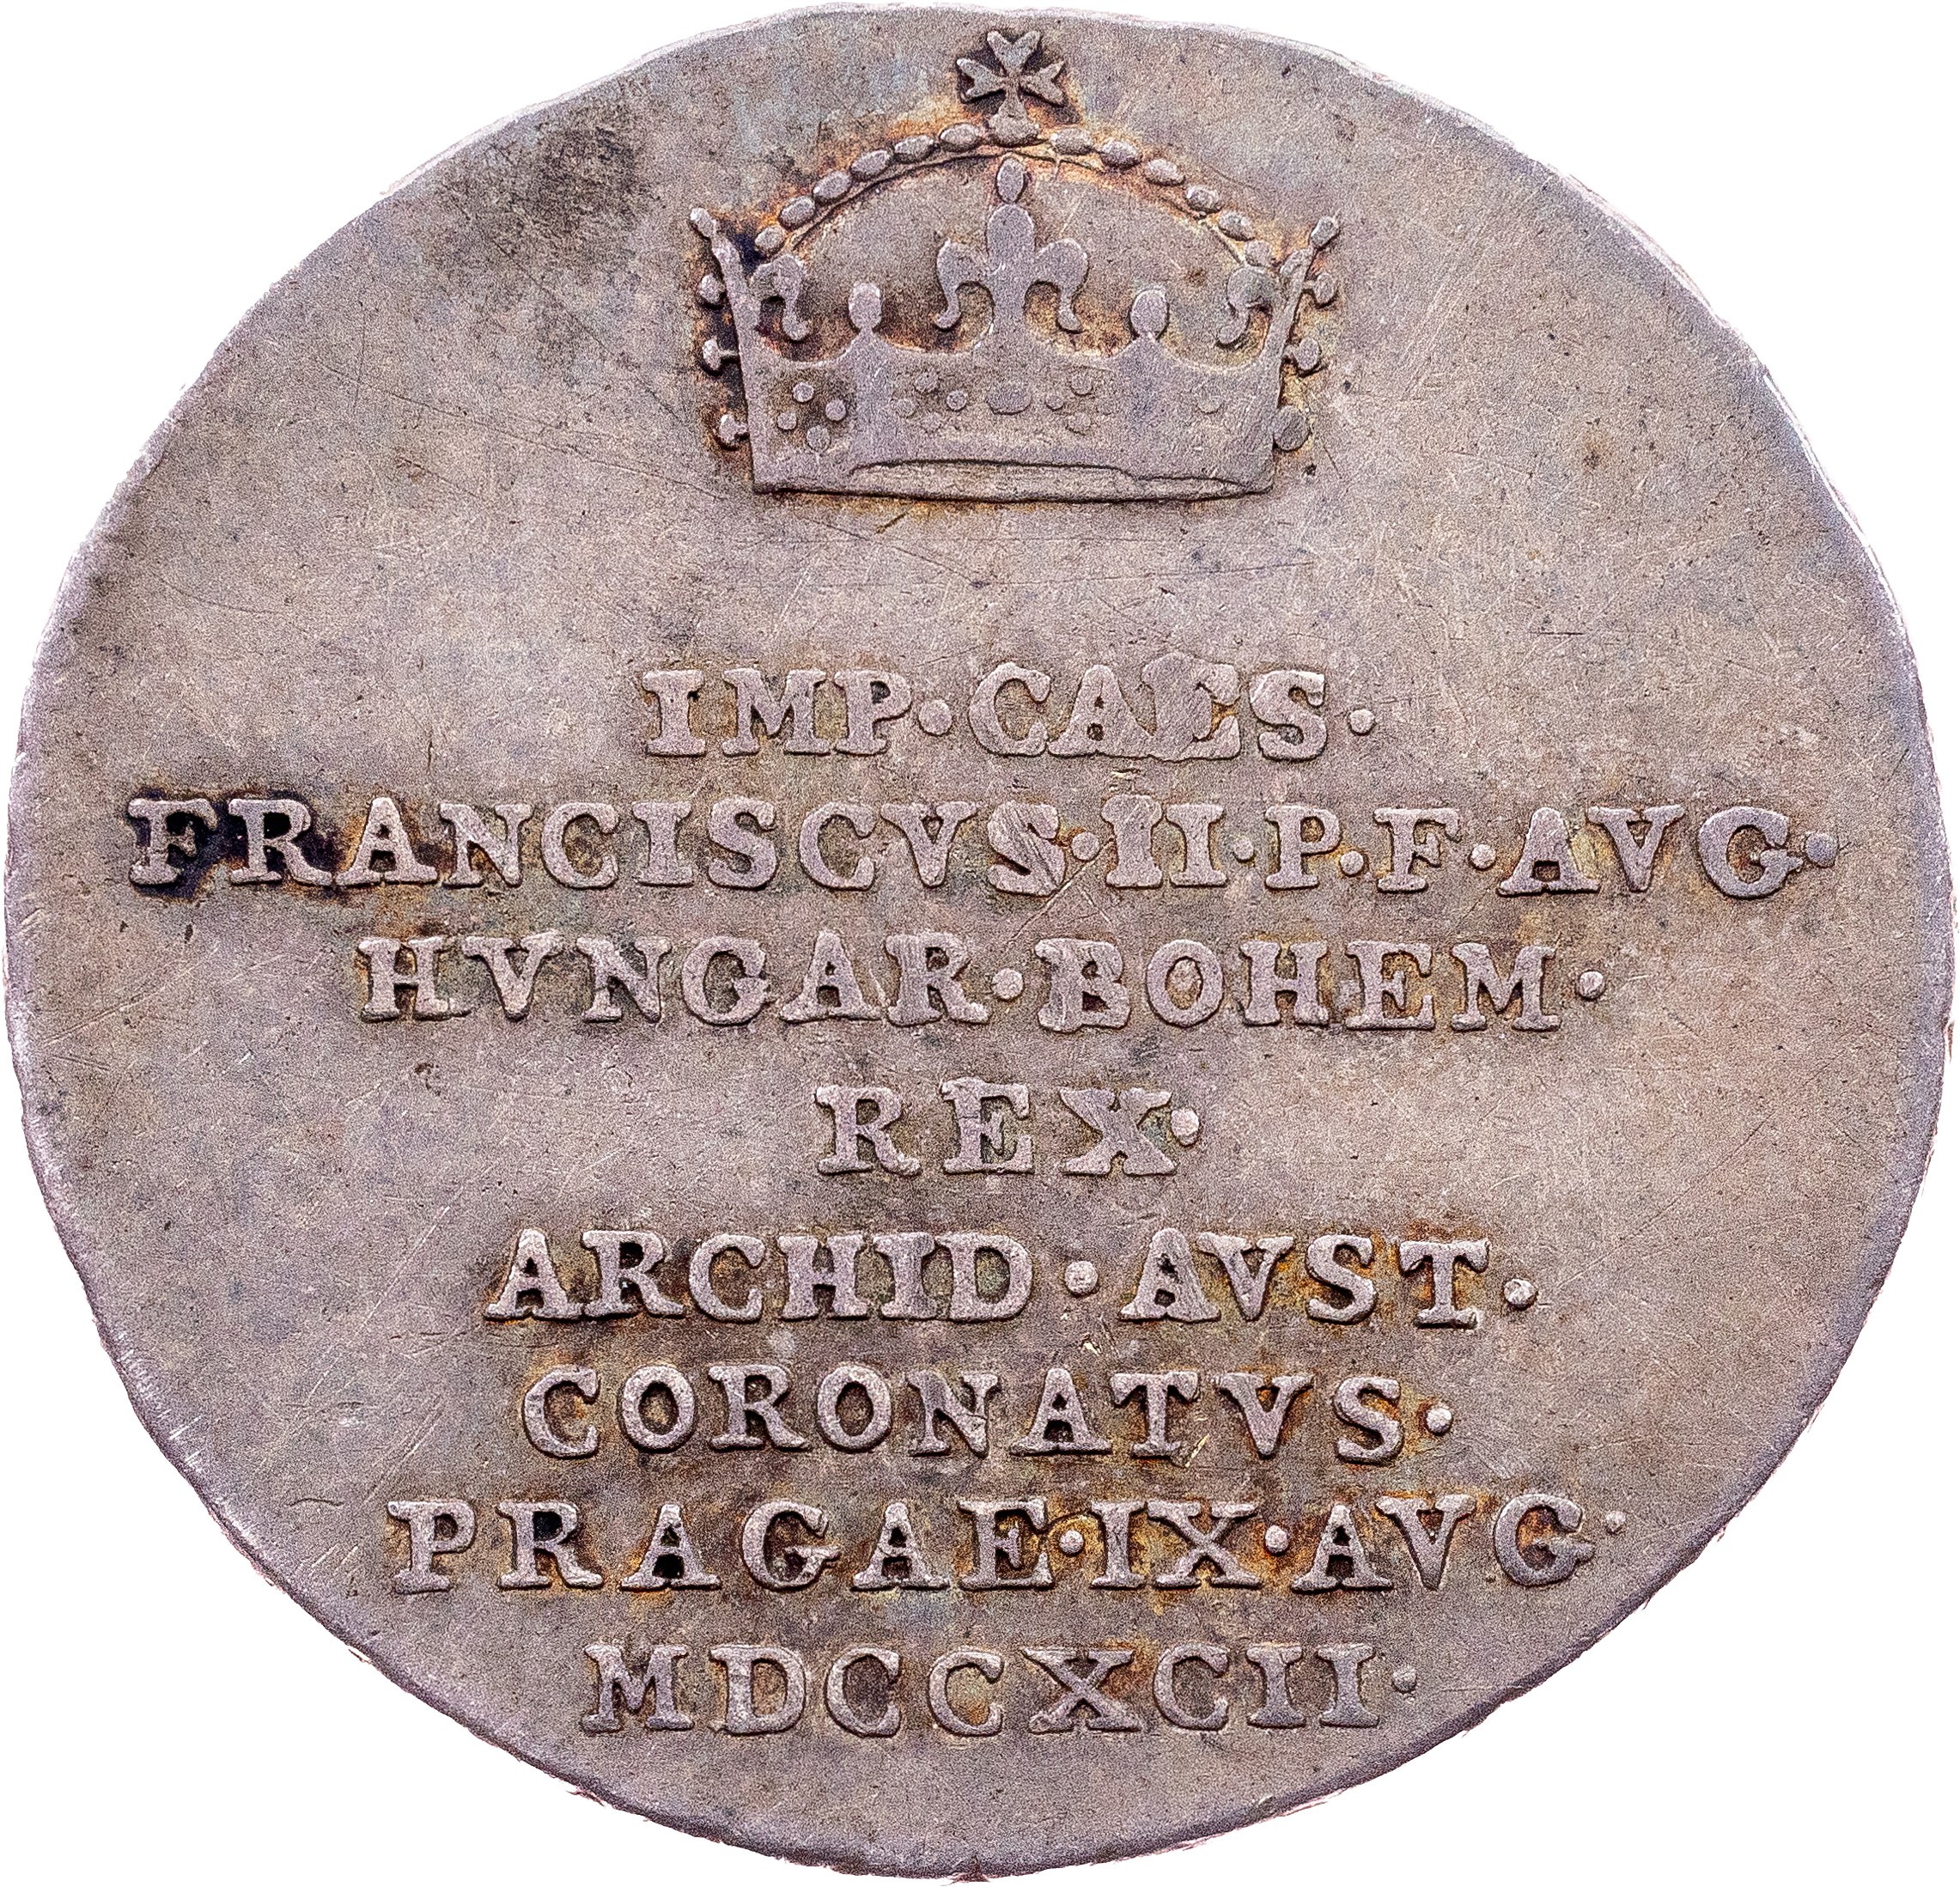 IMP·CAES·
FRANCISCVS·II·P·F·AVG·
HVNGAR·BOHEM·
REX·
ARCHID·AVST·
CORONATVS·
PRAGAE·IX·AVG·
MDCCXCII·